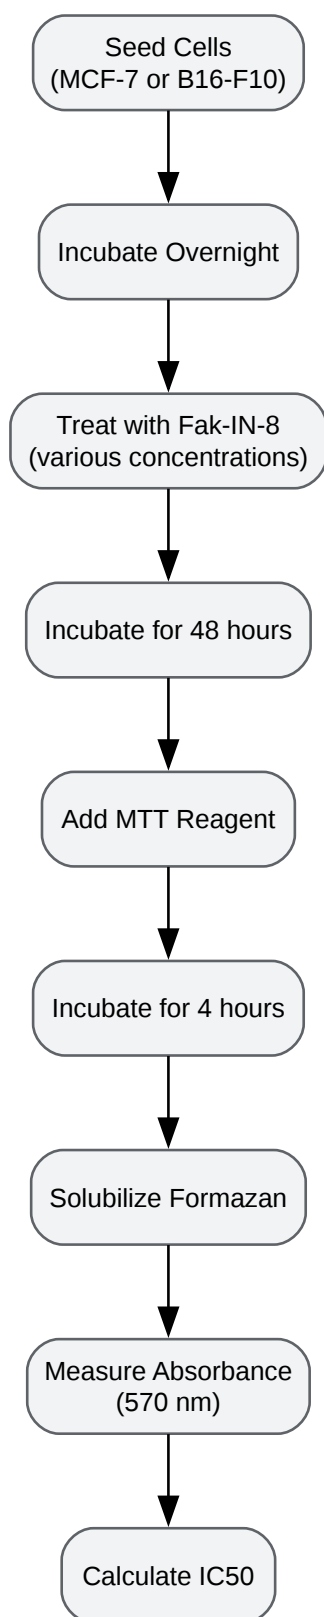 Seed Cells
(MCF-7 or B16-F10)
Incubate Overnight
Treat with Fak-IN-8
(various concentrations)
Incubate for 48 hours
Add MTT Reagent
Incubate for 4 hours
Solubilize Formazan
Measure Absorbance
(570 nm)
Calculate IC50